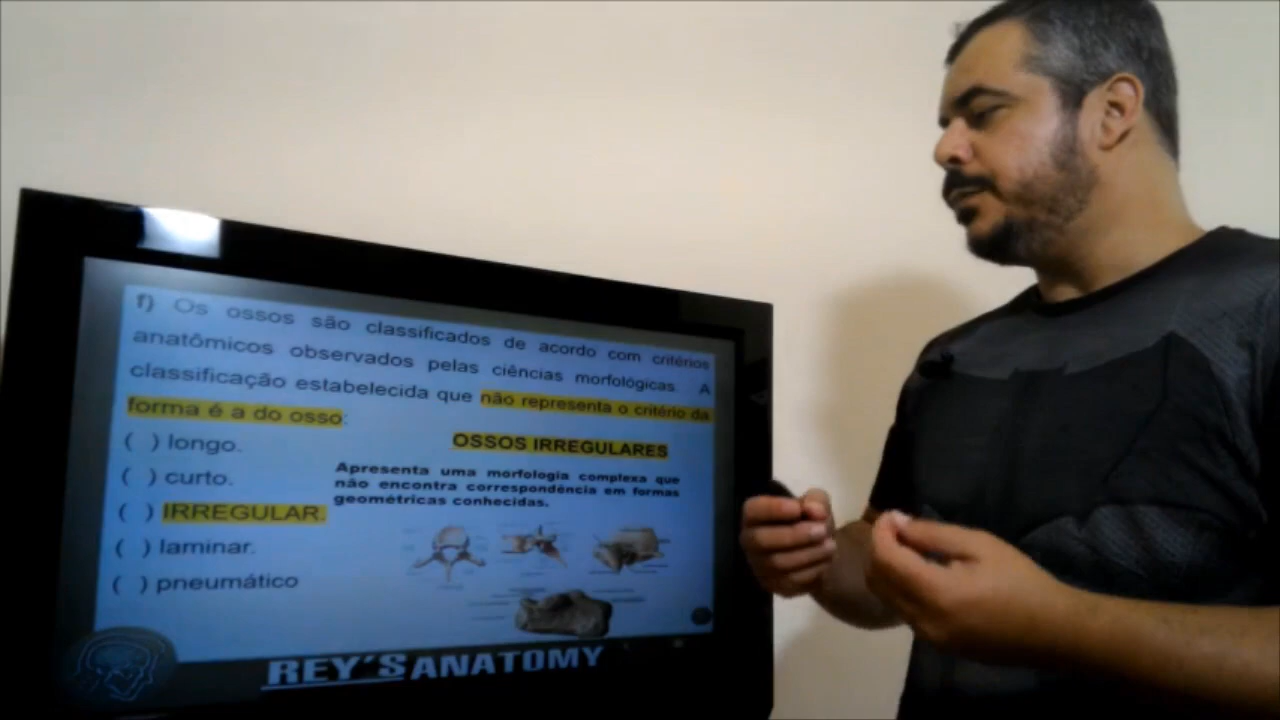 f) Os ossos são classificados de acordo com critérios
anatômicos observados pelas ciências morfológicas. A
classificação estabelecida que não representa o critério da
forma é a do osso:
( ) longo.
( ) curto.
( ) IRREGULAR.
( ) laminar.
( ) pneumático
OSSOS IRREGULARES
Apresenta uma morfologia complexa que
não encontra correspondência em formas
geométricas conhecidas.
REY'S ANATOMY